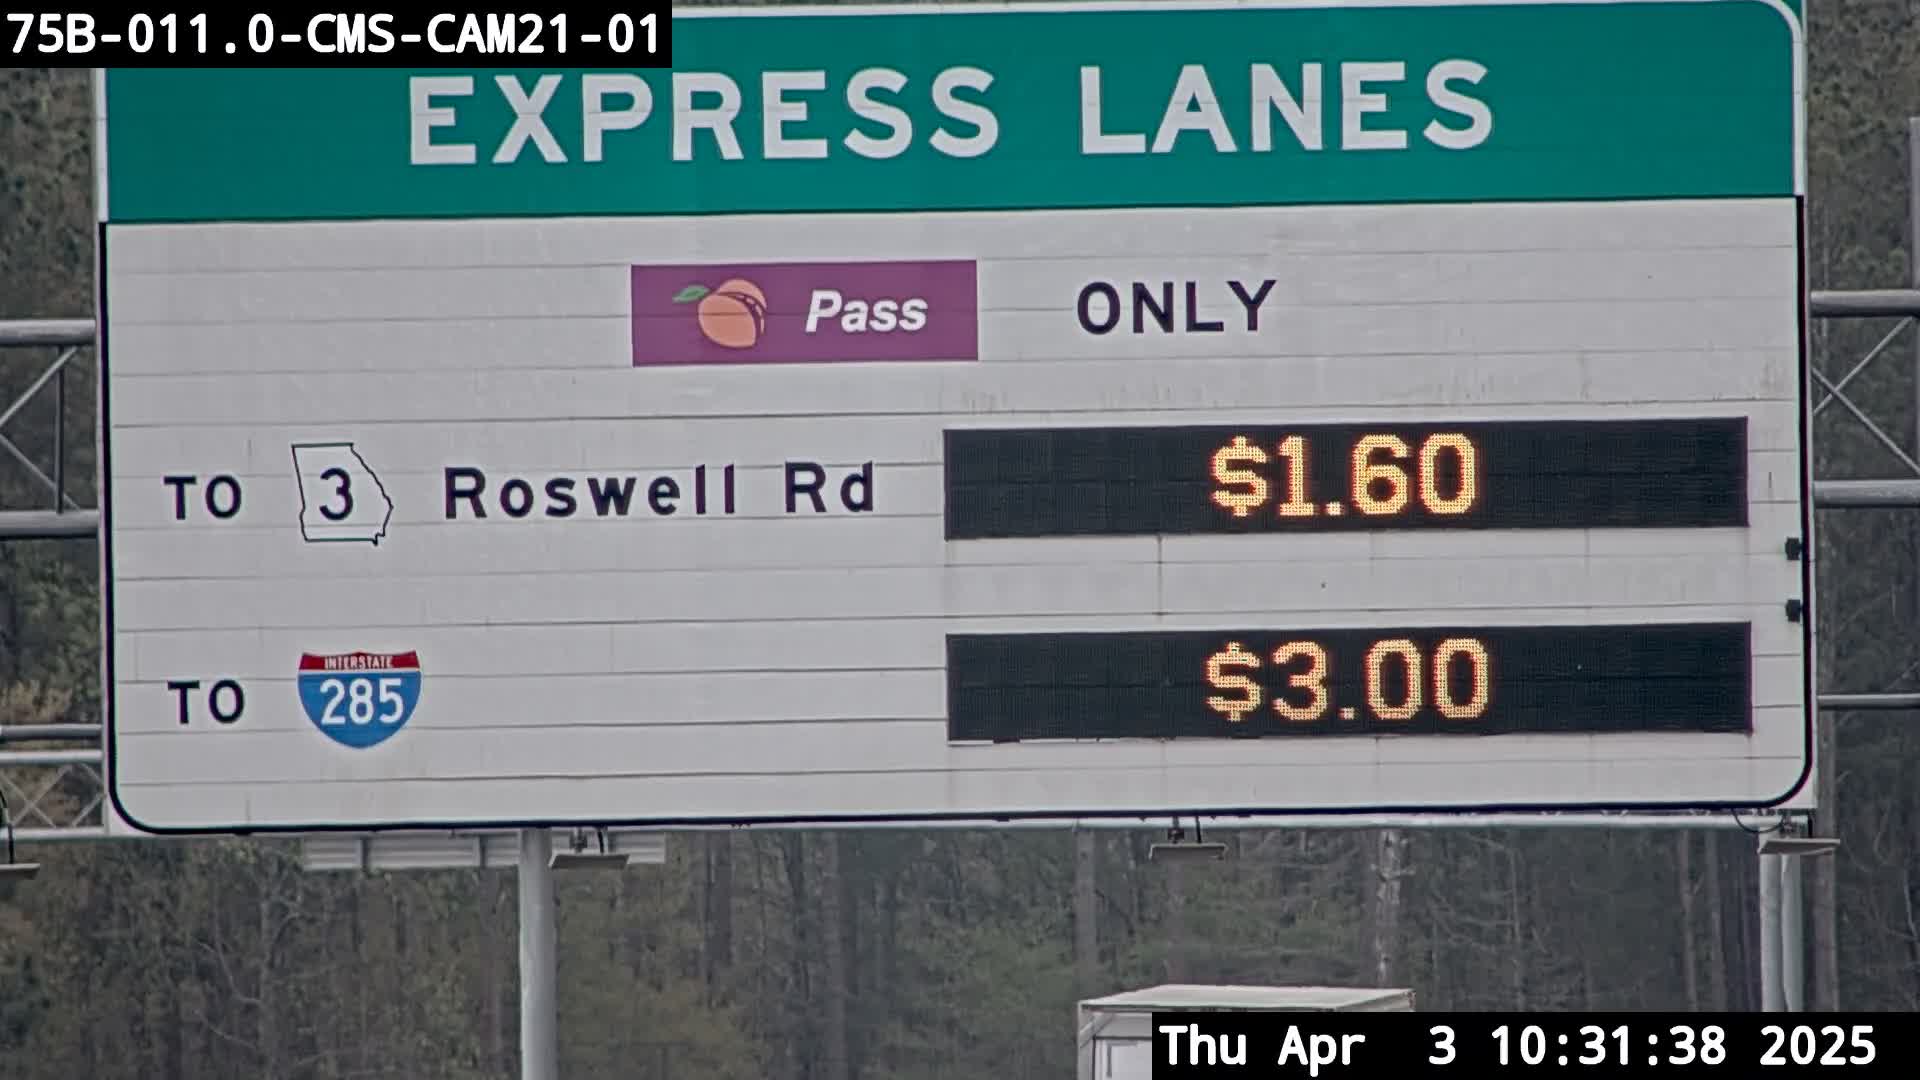 75B-011.0-CMS-CAM21-01
EXPRESS LANES
Pass ONLY
TO 3 Roswell Rd $1.60
INTERSTATE
TO 285 $3.00
Thu Apr 3 10:31:38 2025